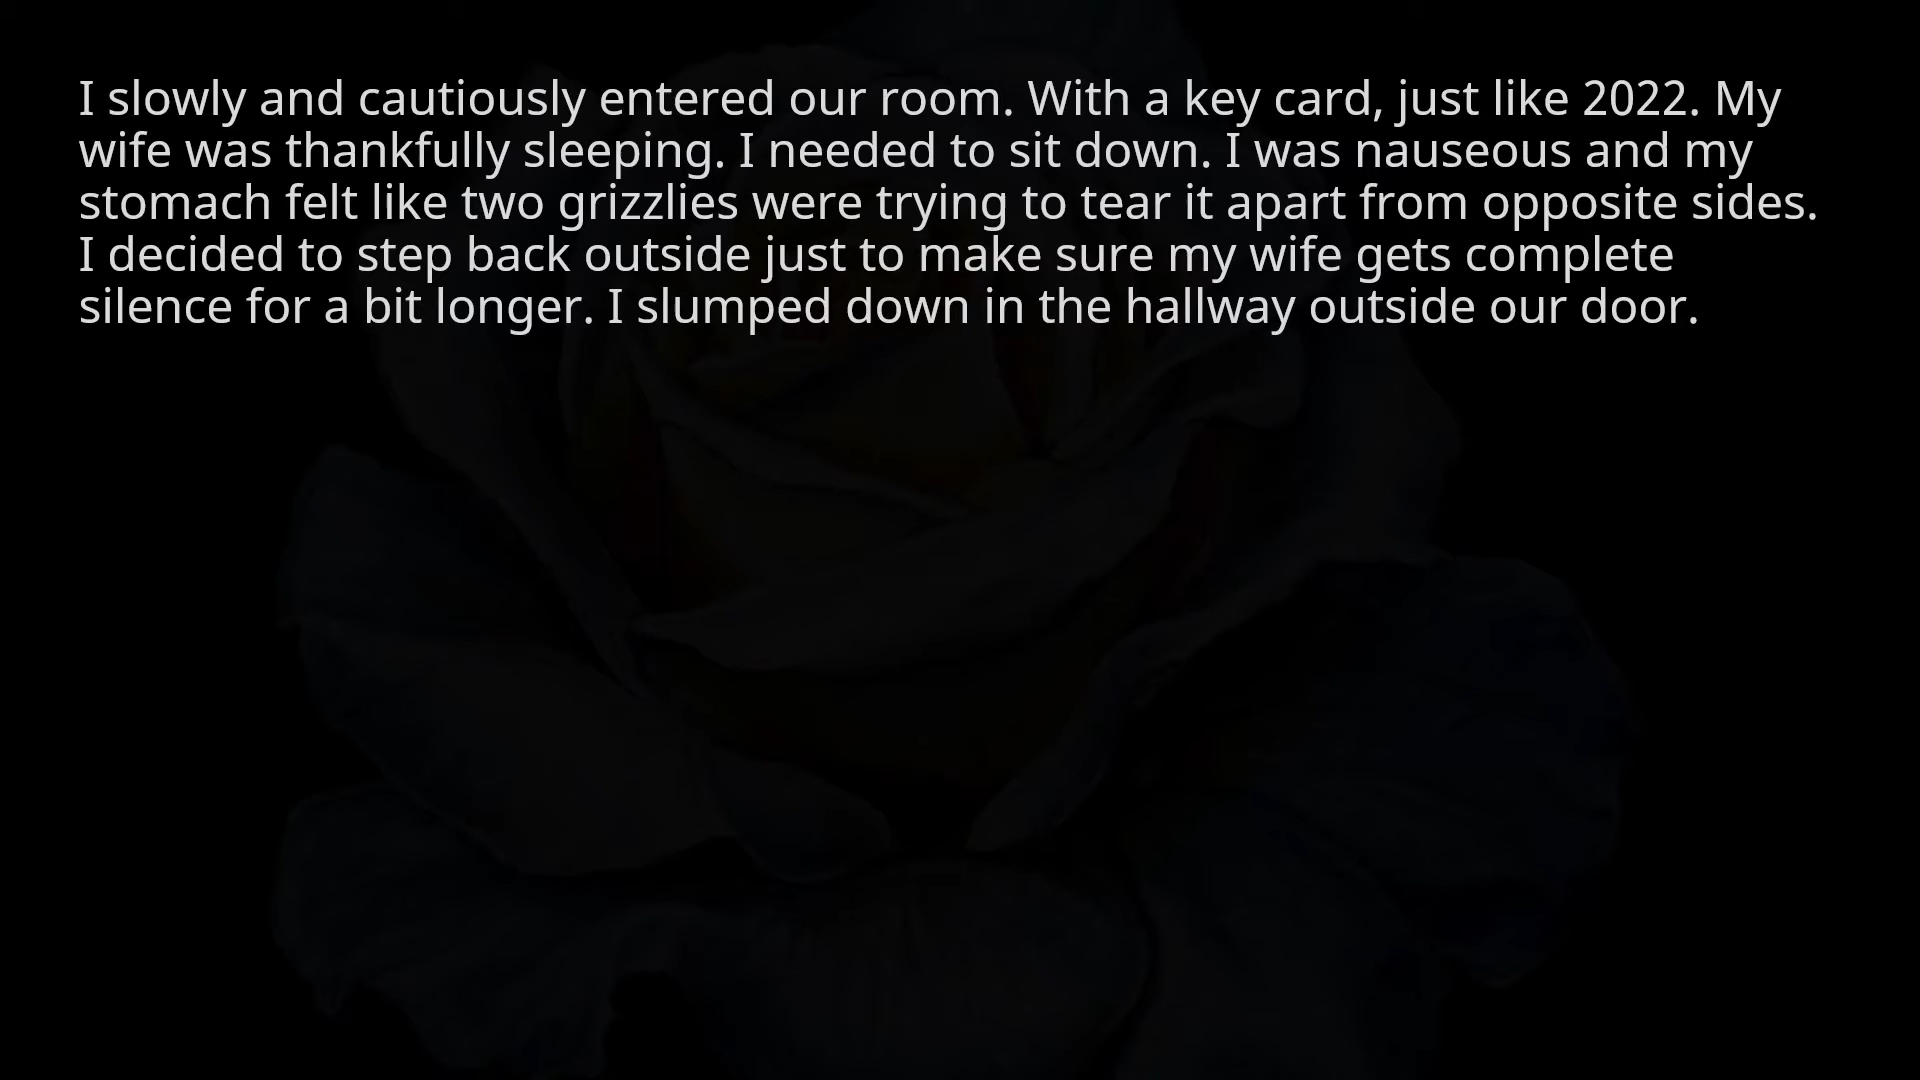 I slowly and cautiously entered our room. With a key card, just like 2022. My
wife was thankfully sleeping. I needed to sit down. I was nauseous and my
stomach felt like two grizzlies were trying to tear it apart from opposite sides.
I decided to step back outside just to make sure my wife gets complete
silence for a bit longer. I slumped down in the hallway outside our door.